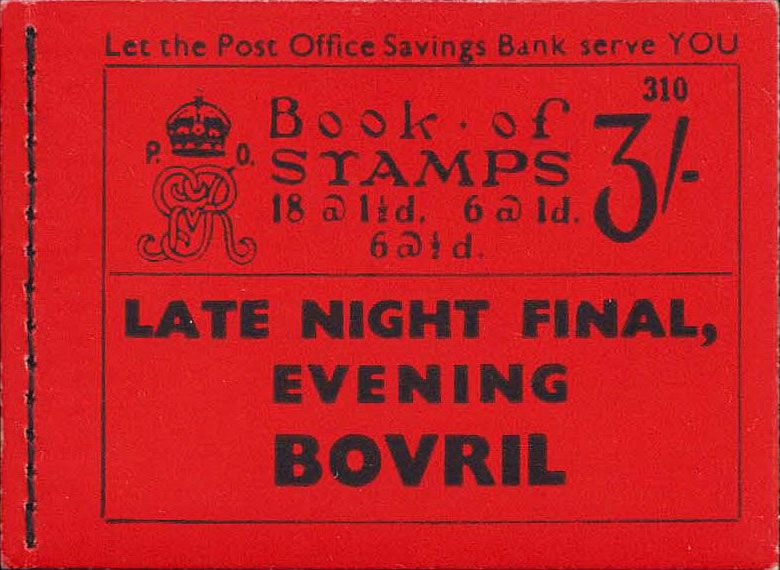 Let the Post Office Savings Bank serve YOU
310
P. O.
Book · of
STAMPS
3/-
18 @ 1½d. 6 @ 1d.
6 @ ½d.
LATE NIGHT FINAL,
EVENING
BOVRIL